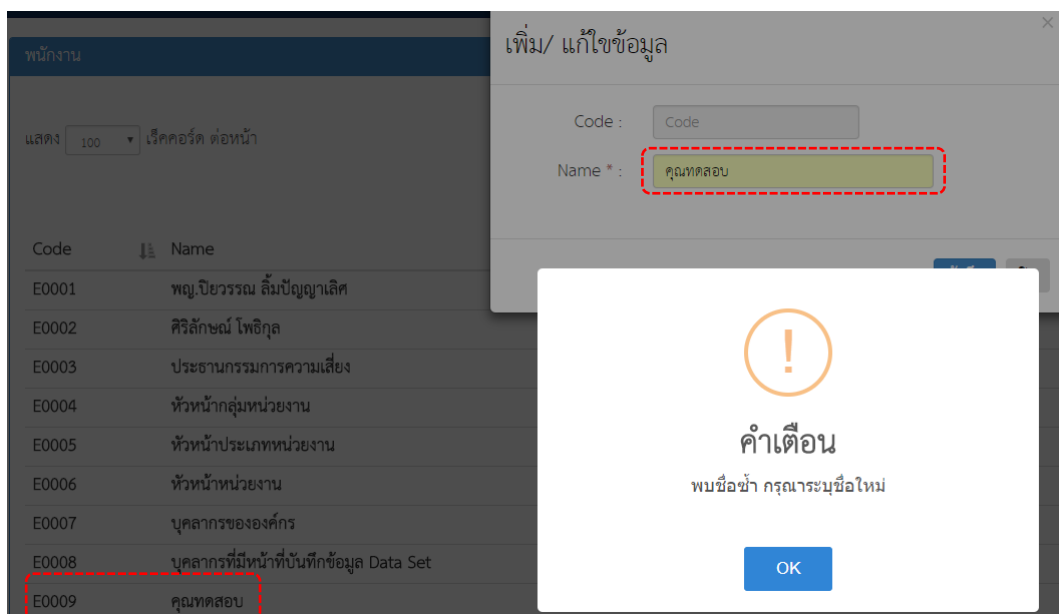 พนักงาน
แสดง 100 เร็คคอร์ด ต่อหน้า
Code Name
E0001 พญ.ปิยวรรณ ลิ้มปัญญาเลิศ
E0002 ศิริลักษณ์ โพธิกุล
E0003 ประธานกรรมการความเสี่ยง
E0004 หัวหน้ากลุ่มหน่วยงาน
E0005 หัวหน้าประเภทหน่วยงาน
E0006 หัวหน้าหน่วยงาน
E0007 บุคลากรขององค์กร
E0008 บุคลากรที่มีหน้าที่บันทึกข้อมูล Data Set
E0009 คุณทดสอบ
เพิ่ม/ แก้ใขข้อมูล
×
Code : Code
Name * : คุณทดสอบ
!
คำเตือน
พบชื่อซ้ำ กรุณาระบุชื่อใหม่
OK